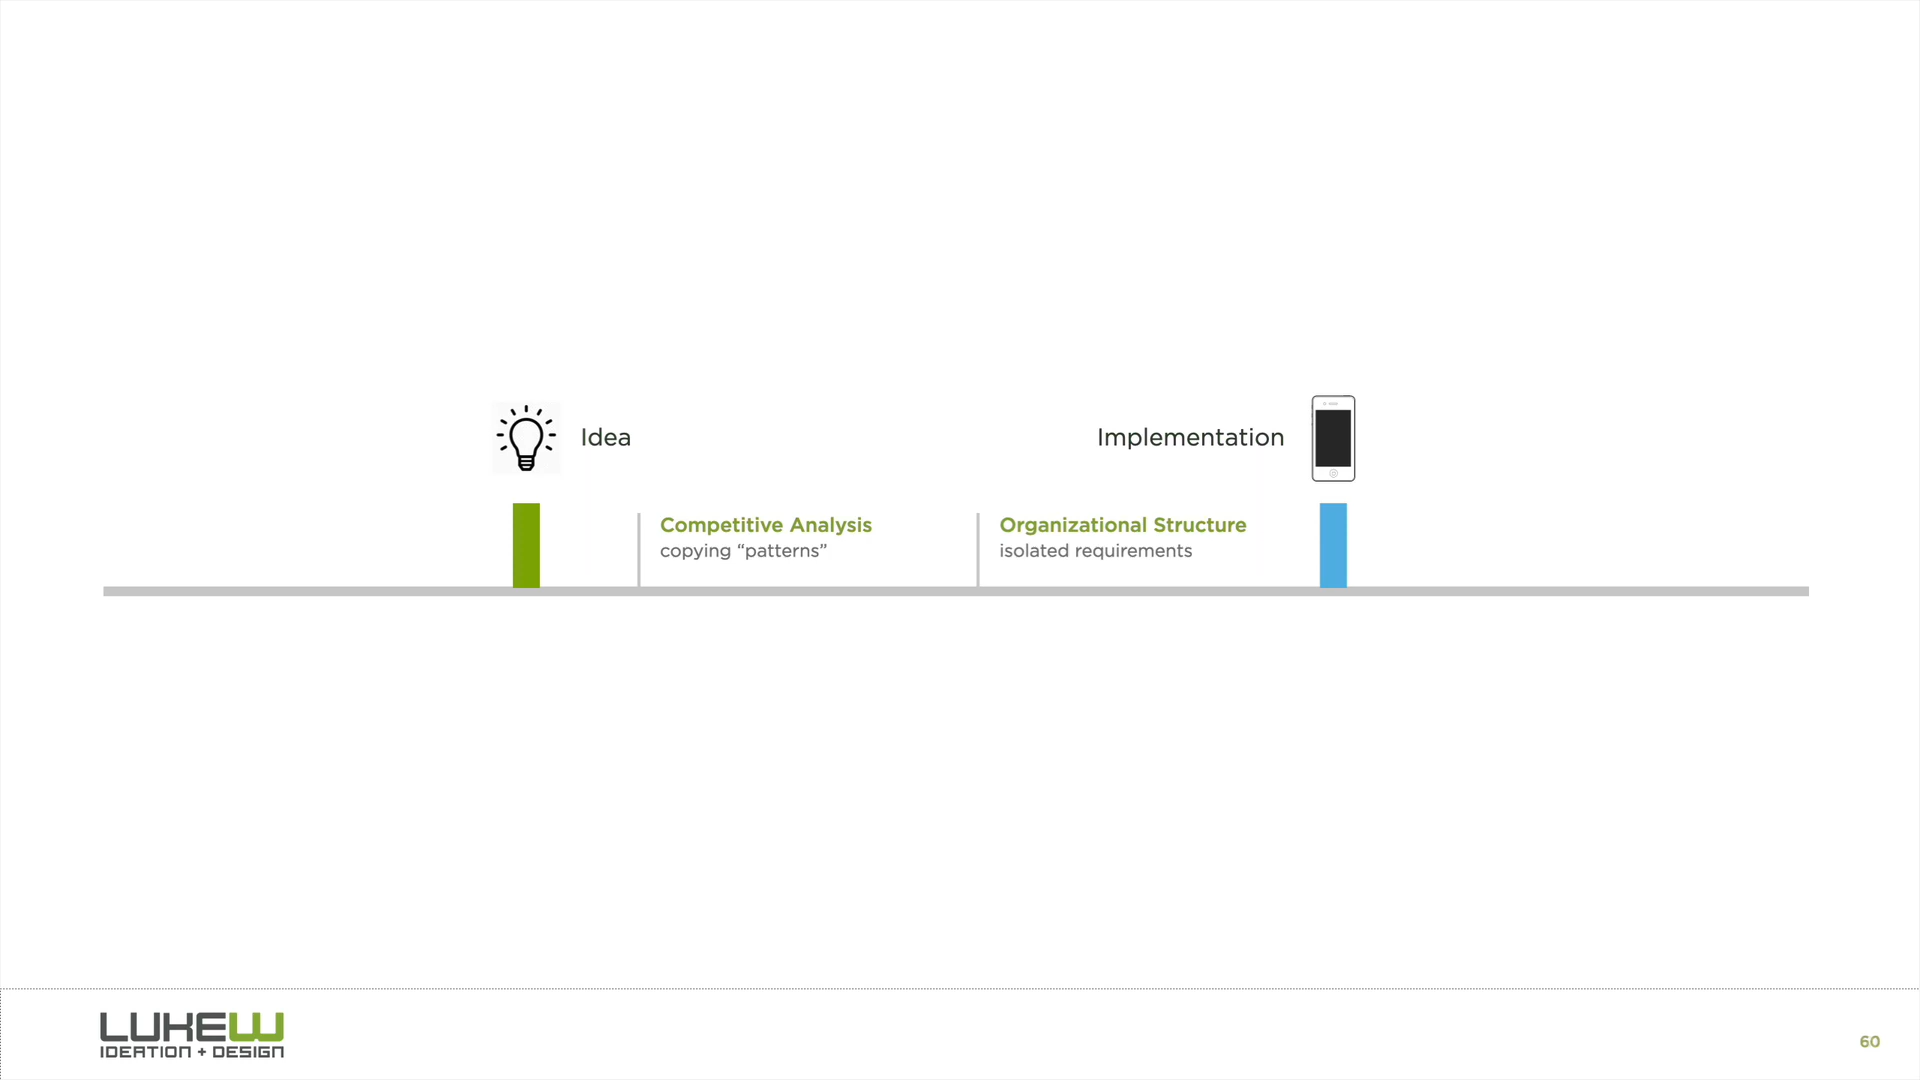 Idea
Implementation
Competitive Analysis
copying “patterns”
Organizational Structure
isolated requirements
LUKEW
IDEATION + DESIGN
60